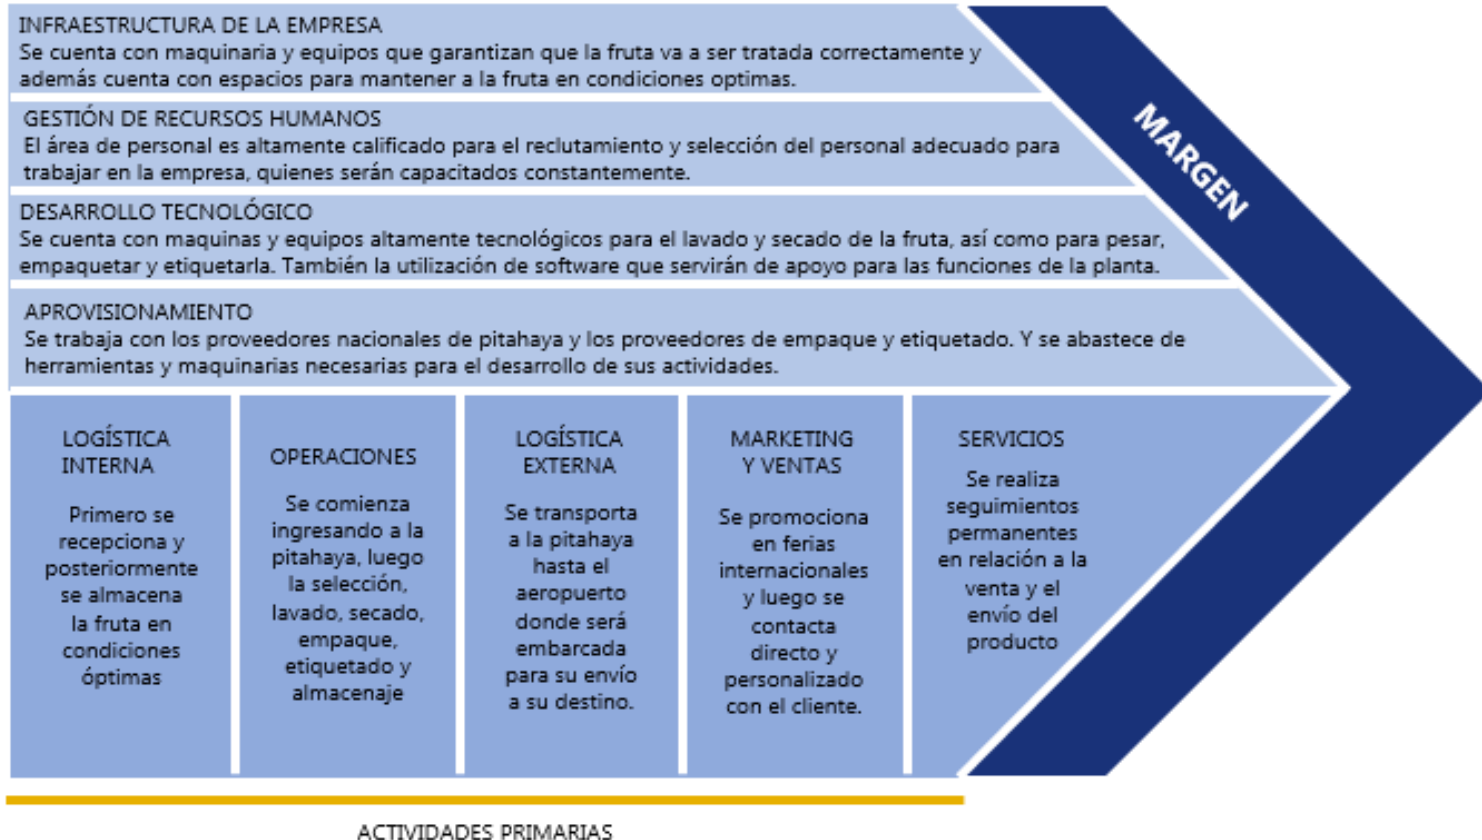 INFRAESTRUCTURA DE LA EMPRESA
Se cuenta con maquinaria y equipos que garantizan que la fruta va a ser tratada correctamente y
además cuenta con espacios para mantener a la fruta en condiciones optimas.
GESTIÓN DE RECURSOS HUMANOS
El área de personal es altamente calificado para el reclutamiento y selección del personal adecuado para
trabajar en la empresa, quienes serán capacitados constantemente.
DESARROLLO TECNOLÓGICO
Se cuenta con maquinas y equipos altamente tecnológicos para el lavado y secado de la fruta, así como para pesar,
empaquetar y etiquetarla. También la utilización de software que servirán de apoyo para las funciones de la planta.
APROVISIONAMIENTO
Se trabaja con los proveedores nacionales de pitahaya y los proveedores de empaque y etiquetado. Y se abastece de
herramientas y maquinarias necesarias para el desarrollo de sus actividades.
MARGEN
LOGÍSTICA
INTERNA
Primero se
recepciona y
posteriormente
se almacena
la fruta en
condiciones
óptimas
OPERACIONES
Se comienza
ingresando a la
pitahaya, luego
la selección,
lavado, secado,
empaque,
etiquetado y
almacenaje
LOGÍSTICA
EXTERNA
Se transporta
a la pitahaya
hasta el
aeropuerto
donde será
embarcada
para su envío
a su destino.
MARKETING
Y VENTAS
Se promociona
en ferias
internacionales
y luego se
contacta
directo y
personalizado
con el cliente.
SERVICIOS
Se realiza
seguimientos
permanentes
en relación a la
venta y el
envío del
producto
ACTIVIDADES PRIMARIAS